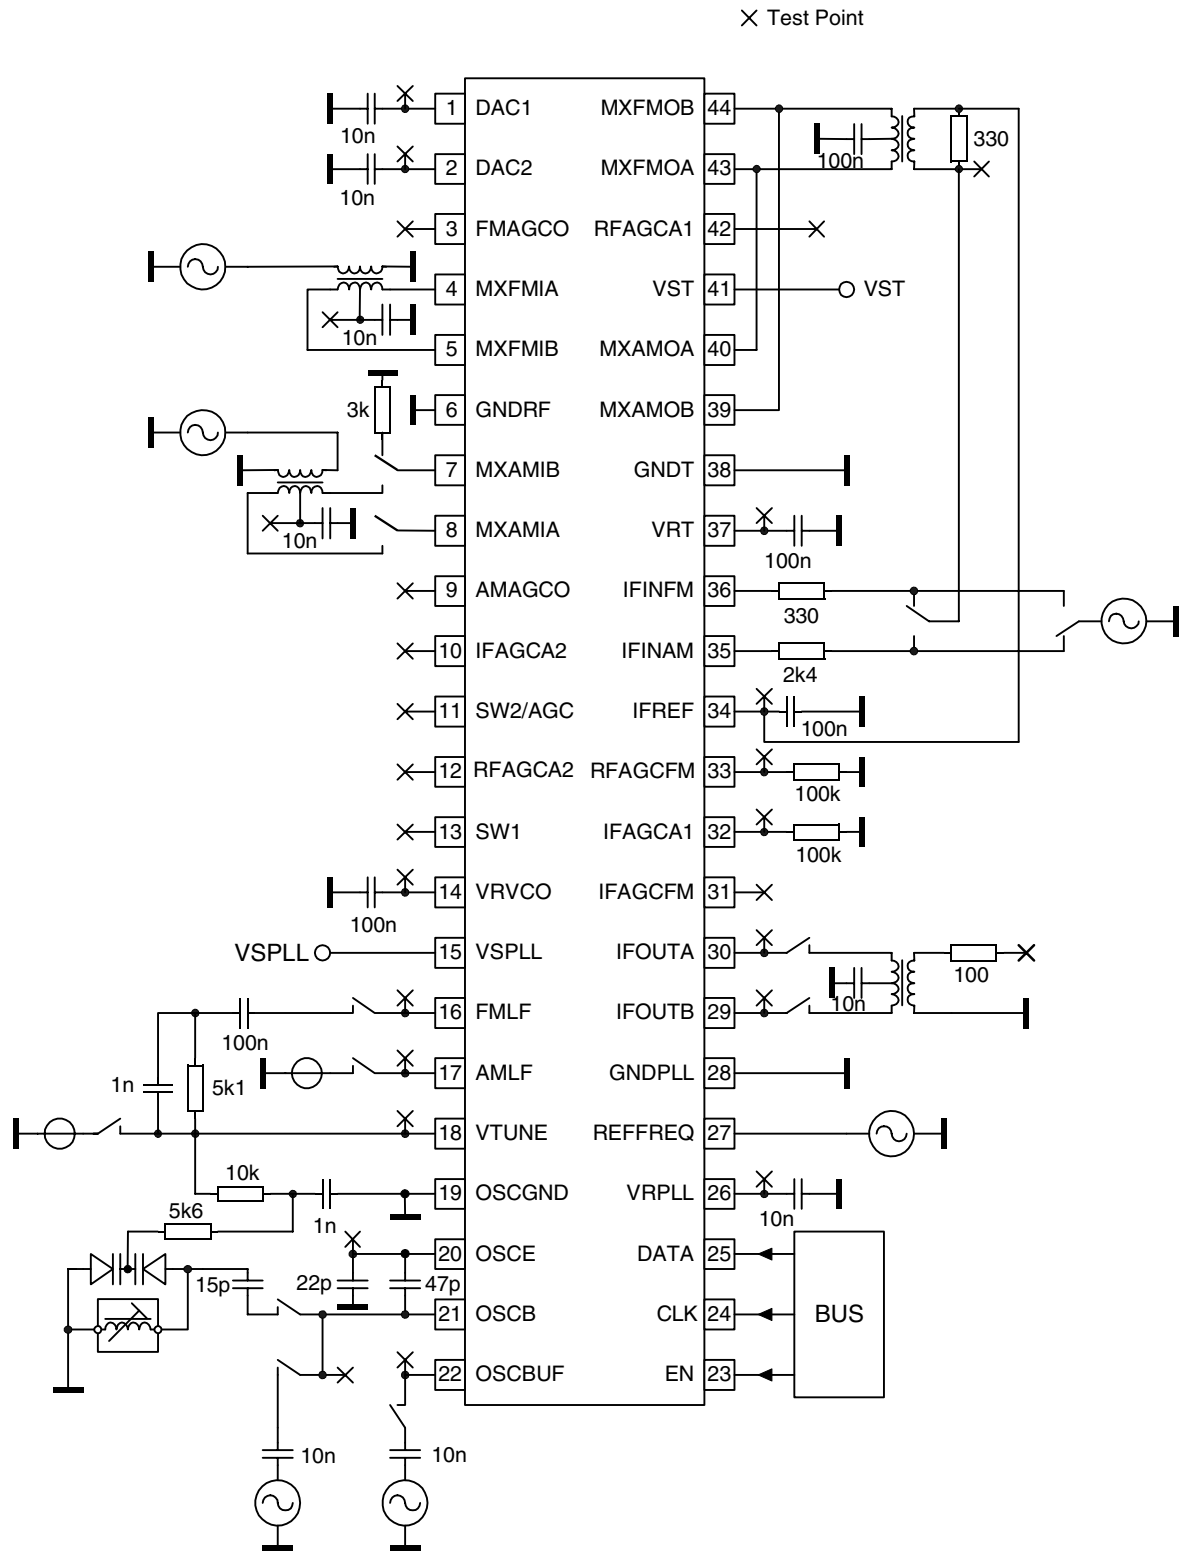 Test Point
1 DAC1 MXFMOB 44
10n
100n
330
2 DAC2 MXFMOA 43
10n
3 FMAGCO RFAGCA1 42
4 MXFMIA VST 41 VST
10n
5 MXFMIB MXAMOA 40
3k
6 GNDRF MXAMOB 39
7 MXAMIB GNDT 38
8 MXAMIA VRT 37
10n
100n
9 AMAGCO IFINFM 36
330
10 IFAGCA2 IFINAM 35
2k4
11 SW2/AGC IFREF 34
100n
12 RFAGCA2 RFAGCFM 33
100k
13 SW1 IFAGCA1 32
100k
14 VRVCO IFAGCFM 31
100n
VSPLL 15 VSPLL IFOUTA 30
100
10n
16 FMLF IFOUTB 29
100n
1n
5k1
17 AMLF GNDPLL 28
18 VTUNE REFFREQ 27
10k
19 OSCGND VRPLL 26
5k6
1n
10n
20 OSCE DATA 25
15p
22p
47p
21 OSCB CLK 24
BUS
22 OSCBUF EN 23
10n
10n